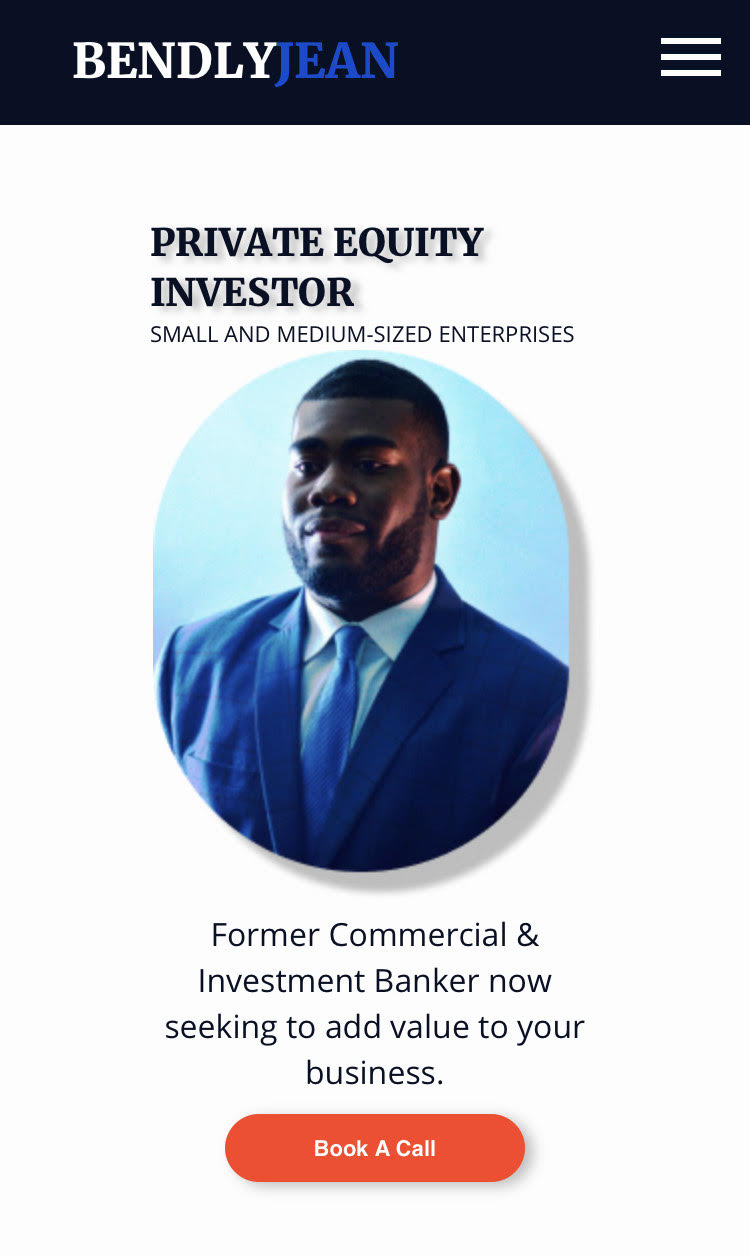 BENDLYJEAN
PRIVATE EQUITY
INVESTOR
SMALL AND MEDIUM-SIZED ENTERPRISES
Former Commercial &
Investment Banker now
seeking to add value to your
business.
Book A Call